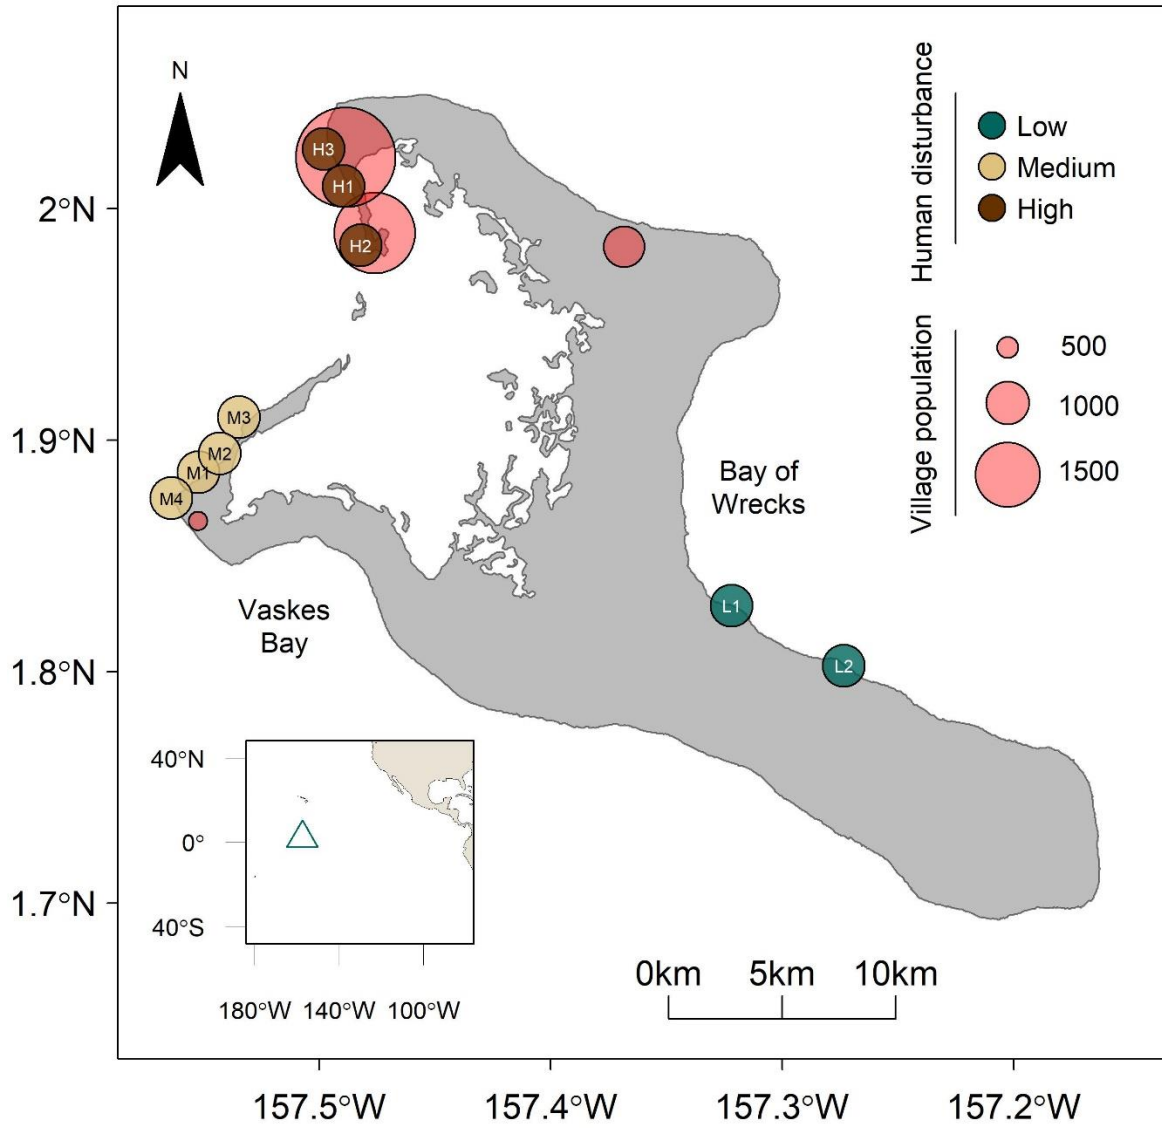 N
H3
H1
H2
M3
M2
M1
M4
L1
L2
Vaskes
Bay
Bay of
Wrecks
Human disturbance
Low
Medium
High
Village population
500
1000
1500
2°N
1.9°N
1.8°N
1.7°N
40°N
0°
40°S
180°W 140°W 100°W
0km 5km 10km
157.5°W 157.4°W 157.3°W 157.2°W